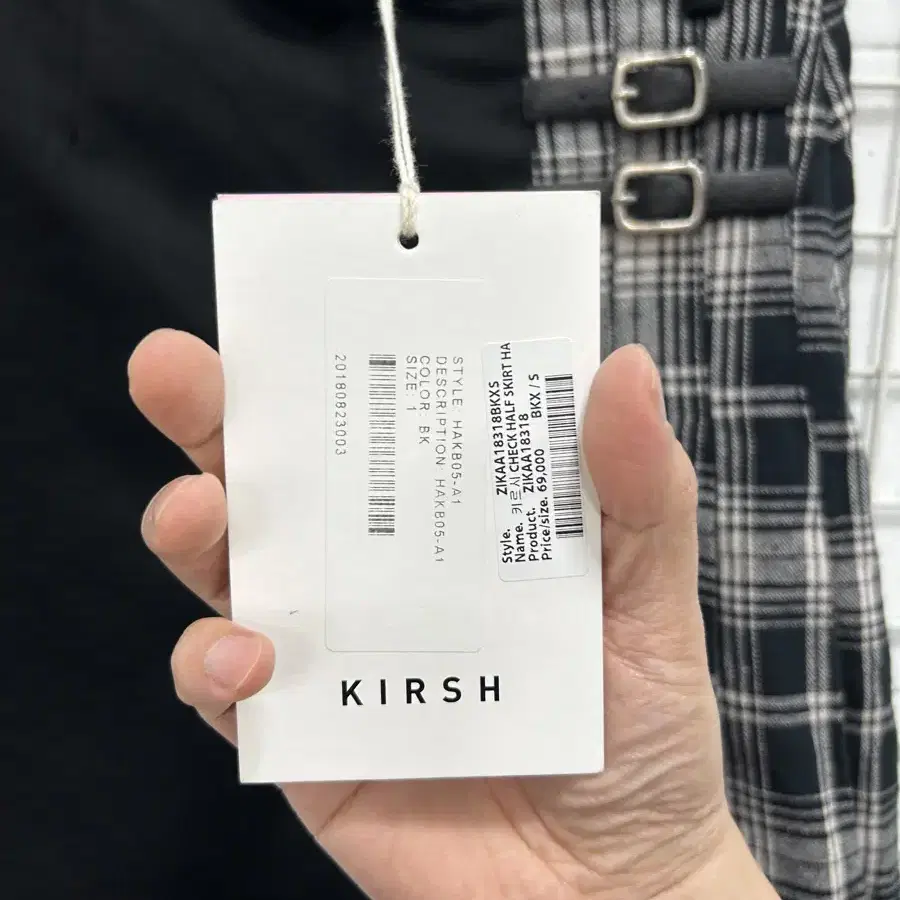 STYLE: HAKB05-A1
DESCRIPTION: HAKB05-A1
COLOR: BK
SIZE: 1
20180823003
Style. ZIKAA18318BKXS
Name. 키르시 CHECK HALF SKIRT HA
Product. ZIKAA18318
Price/size. 69,000 BKX / S
KIRSH